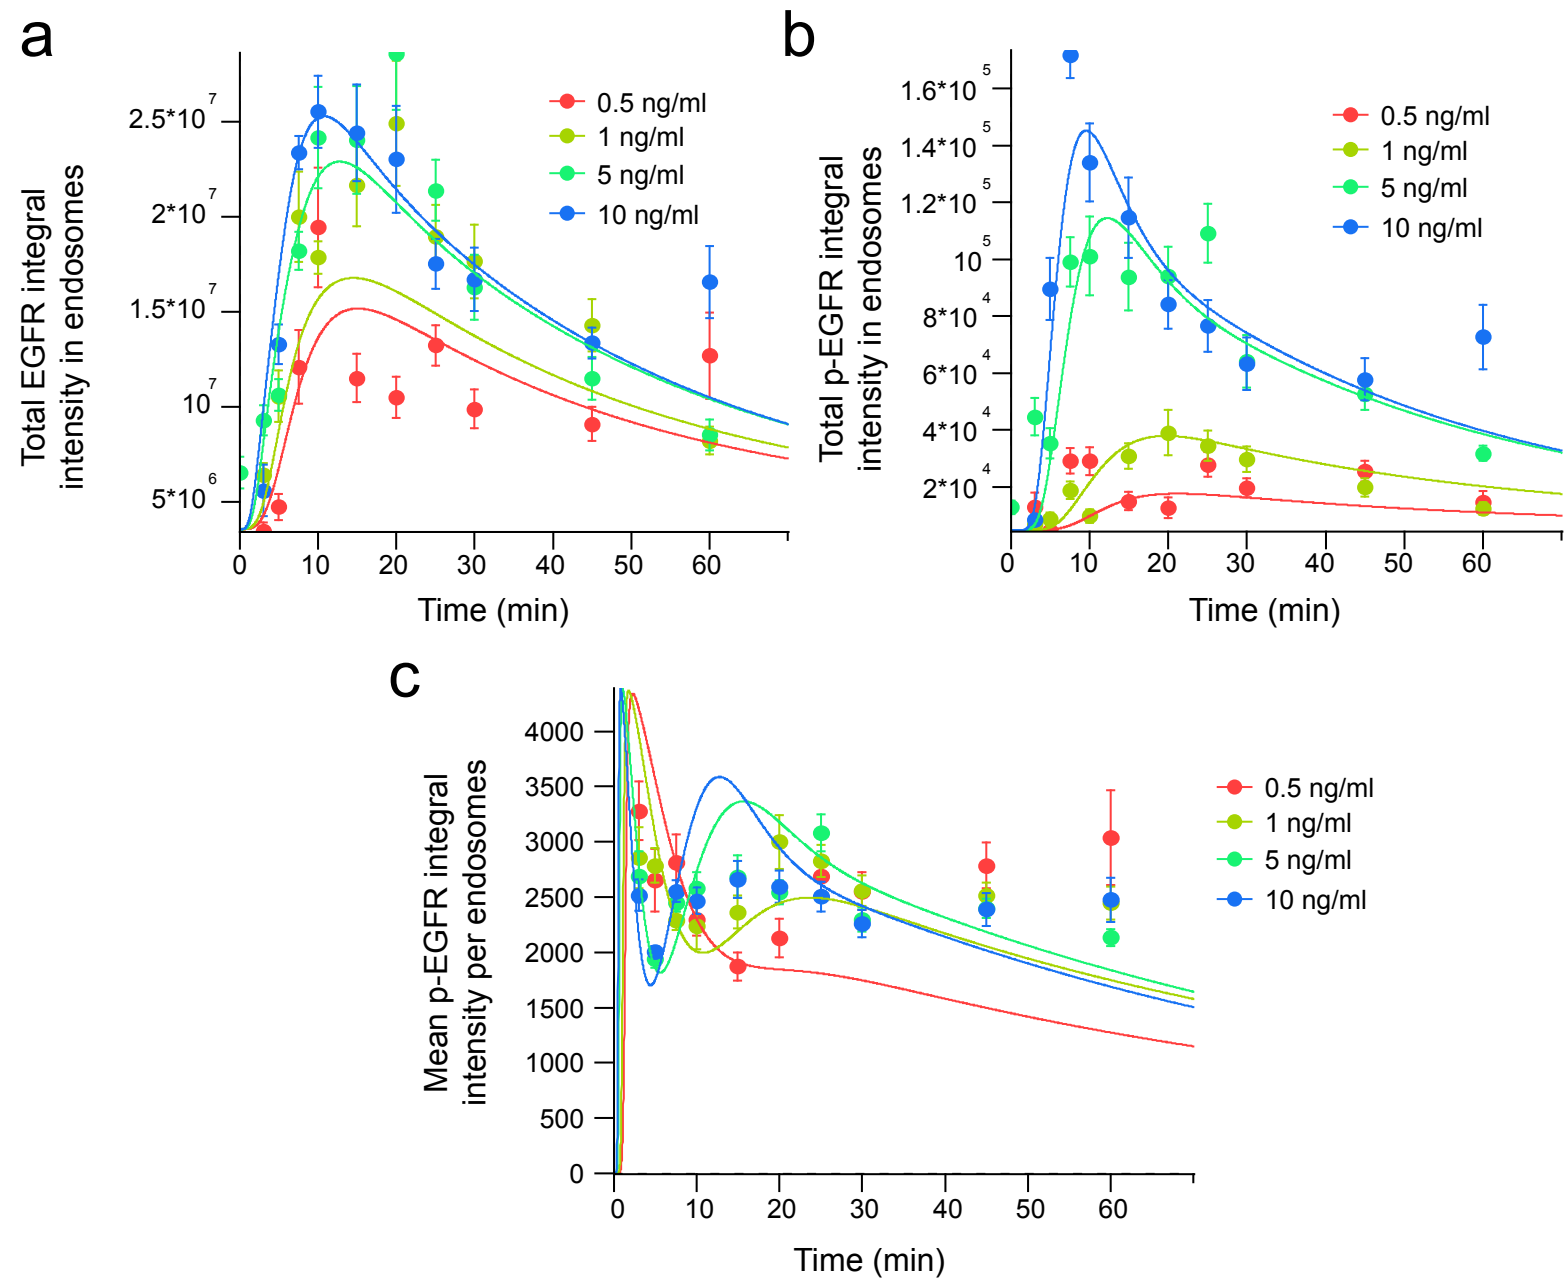 a
Total EGFR integral
intensity in endosomes
2.5*10 7
2*10 7
1.5*10 7
10 7
5*10 6
0 10 20 30 40 50 60
Time (min)
0.5 ng/ml
1 ng/ml
5 ng/ml
10 ng/ml
b
Total p-EGFR integral
intensity in endosomes
1.6*10 5
1.4*10 5
1.2*10 5
10 5
8*10 4
6*10 4
4*10 4
2*10 4
0 10 20 30 40 50 60
Time (min)
0.5 ng/ml
1 ng/ml
5 ng/ml
10 ng/ml
c
Mean p-EGFR integral
intensity per endosomes
4000
3500
3000
2500
2000
1500
1000
500
0
0 10 20 30 40 50 60
Time (min)
0.5 ng/ml
1 ng/ml
5 ng/ml
10 ng/ml